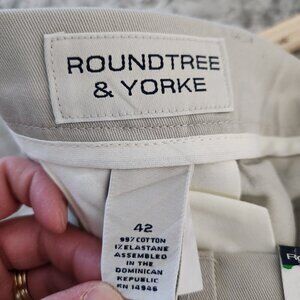 ROUNDTREE
& YORKE
42
99% COTTON
1% ELASTANE
ASSEMBLED
IN THE
DOMINICAN
REPUBLIC
RN 14946